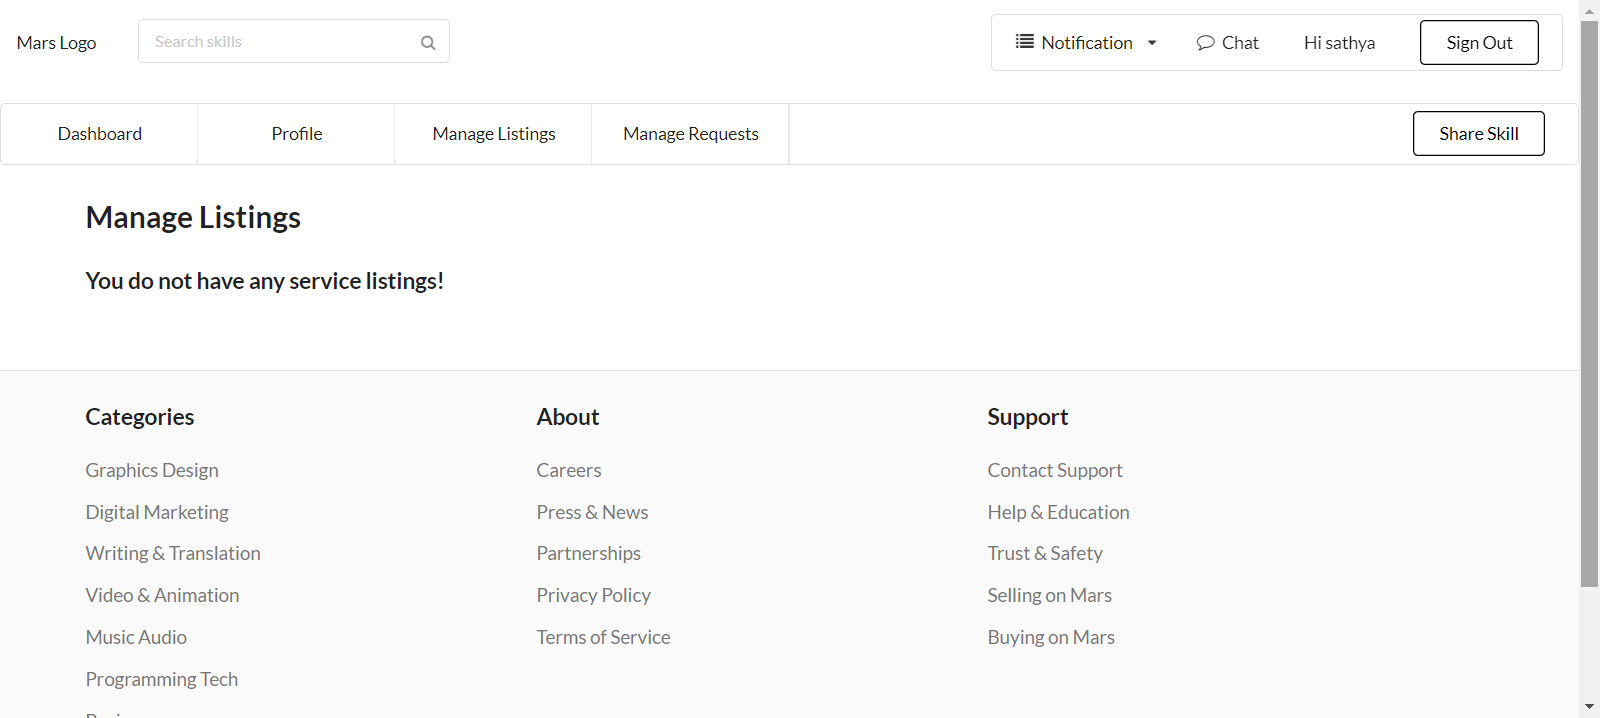 Mars Logo
Search skills
Notification
Chat
Hi sathya
Sign Out
Dashboard
Profile
Manage Listings
Manage Requests
Share Skill
Manage Listings
You do not have any service listings!
Categories
Graphics Design
Digital Marketing
Writing & Translation
Video & Animation
Music Audio
Programming Tech
About
Careers
Press & News
Partnerships
Privacy Policy
Terms of Service
Support
Contact Support
Help & Education
Trust & Safety
Selling on Mars
Buying on Mars